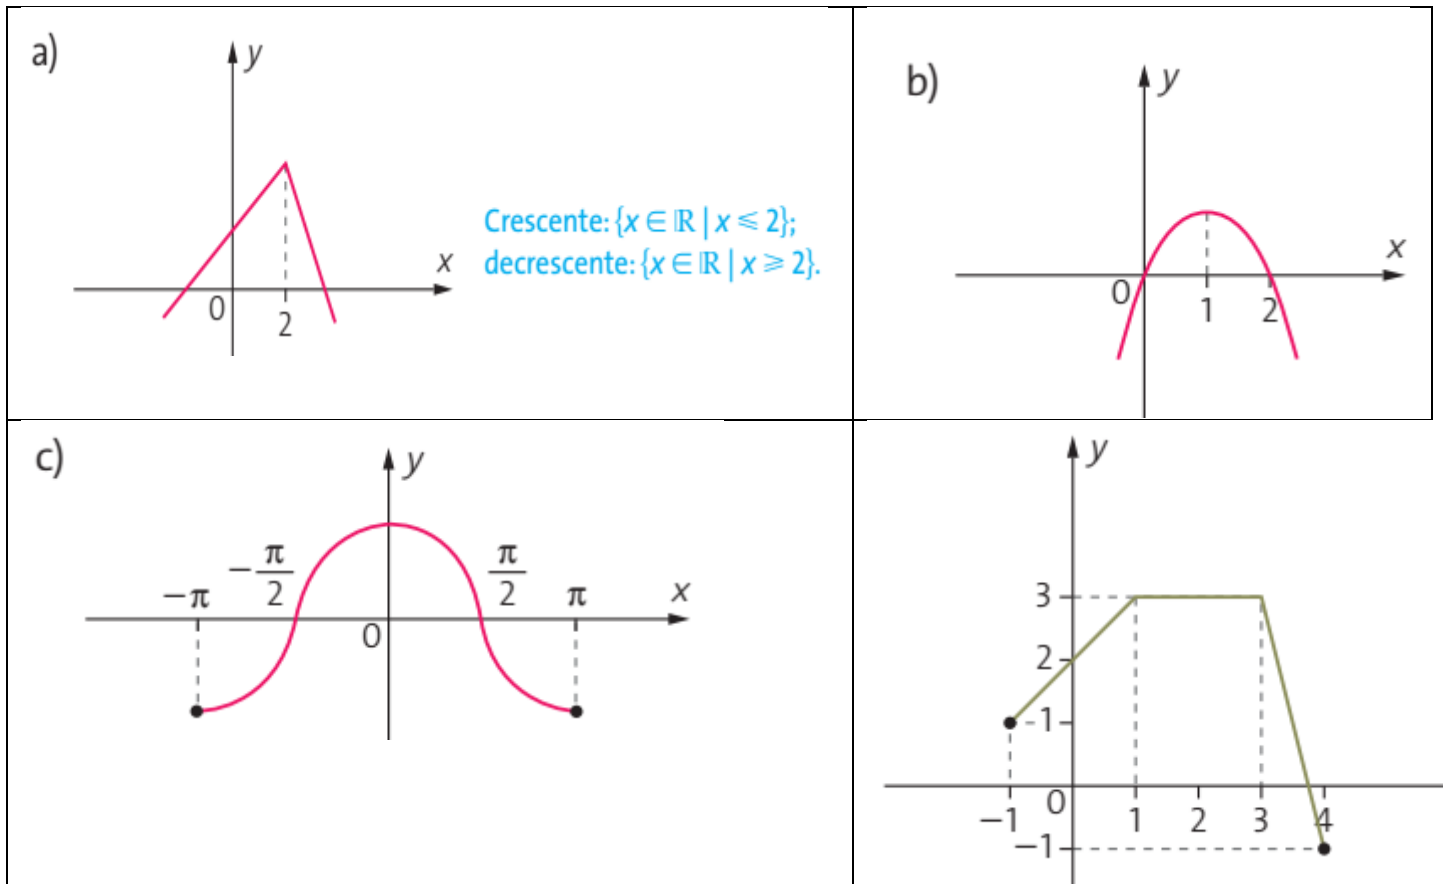 a)
y
Crescente: {x ∈ ℝ | x ⩽ 2};
decrescente: {x ∈ ℝ | x ⩾ 2}.
x
0
2
b)
y
x
0
1
2
c)
y
−π/2
π/2
−π
π
x
0
y
3
2
1
0
−1
1
2
3
4
−1